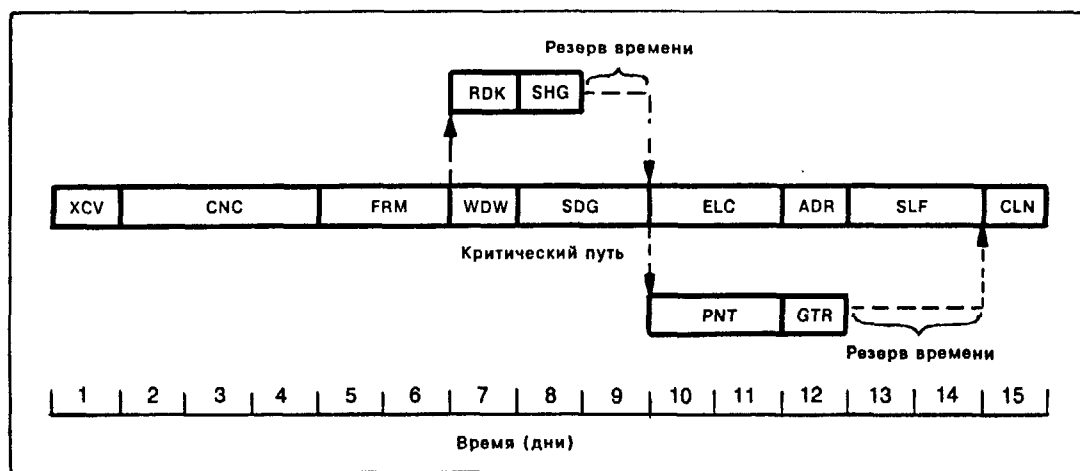 Резерв времени
RDK SHG
XCV CNC FRM WDW SDG ELC ADR SLF CLN
Критический путь
PNT GTR
Резерв времени
1 2 3 4 5 6 7 8 9 10 11 12 13 14 15
Время (дни)